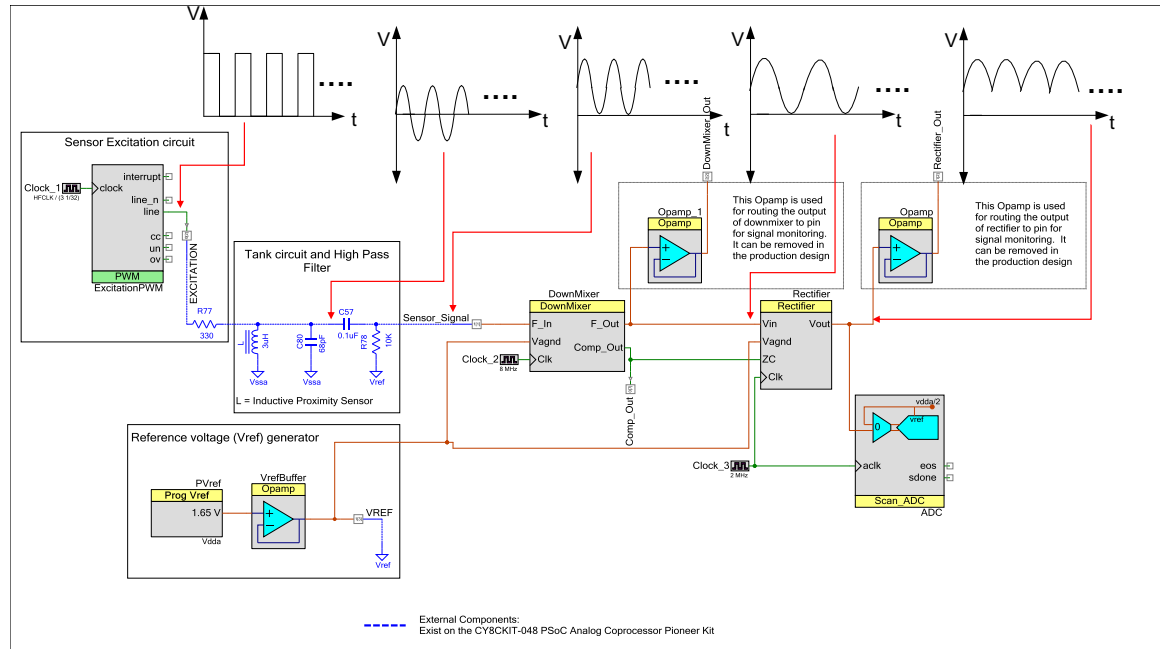 V
t
V
t
V
t
V
t
V
t
Sensor Excitation circuit
Clock_1
HFCLK / (3 1/32)
clock
interrupt
line_n
line
cc
un
ov
PWM
ExcitationPWM
EXCITATION
R77
330
Tank circuit and High Pass
Filter
L
3uH
Vssa
C80
68pF
Vssa
C57
0.1uF
R78
10K
Vref
L = Inductive Proximity Sensor
Sensor_Signal
DownMixer
DownMixer
F_In
F_Out
Vagnd
Comp_Out
Clk
Clock_2
8 MHz
Comp_Out
DownMixer_Out
Opamp_1
Opamp
This Opamp is used
for routing the output
of downmixer to pin
for signal monitoring.
It can be removed in
the production design
Rectifier
Rectifier
Vin
Vout
Vagnd
ZC
Clk
Rectifier_Out
Opamp
Opamp
This Opamp is used
for routing the output
of rectifier to pin
for signal monitoring. It
can be removed in
the production design
Reference voltage (Vref) generator
PVref
Prog Vref
1.65 V
Vdda
VrefBuffer
Opamp
VREF
Vref
Clock_3
2 MHz
vdda/2
vref
0
aclk
eos
sdone
Scan_ADC
ADC
External Components:
Exist on the CY8CKIT-048 PSoC Analog Coprocessor Pioneer Kit